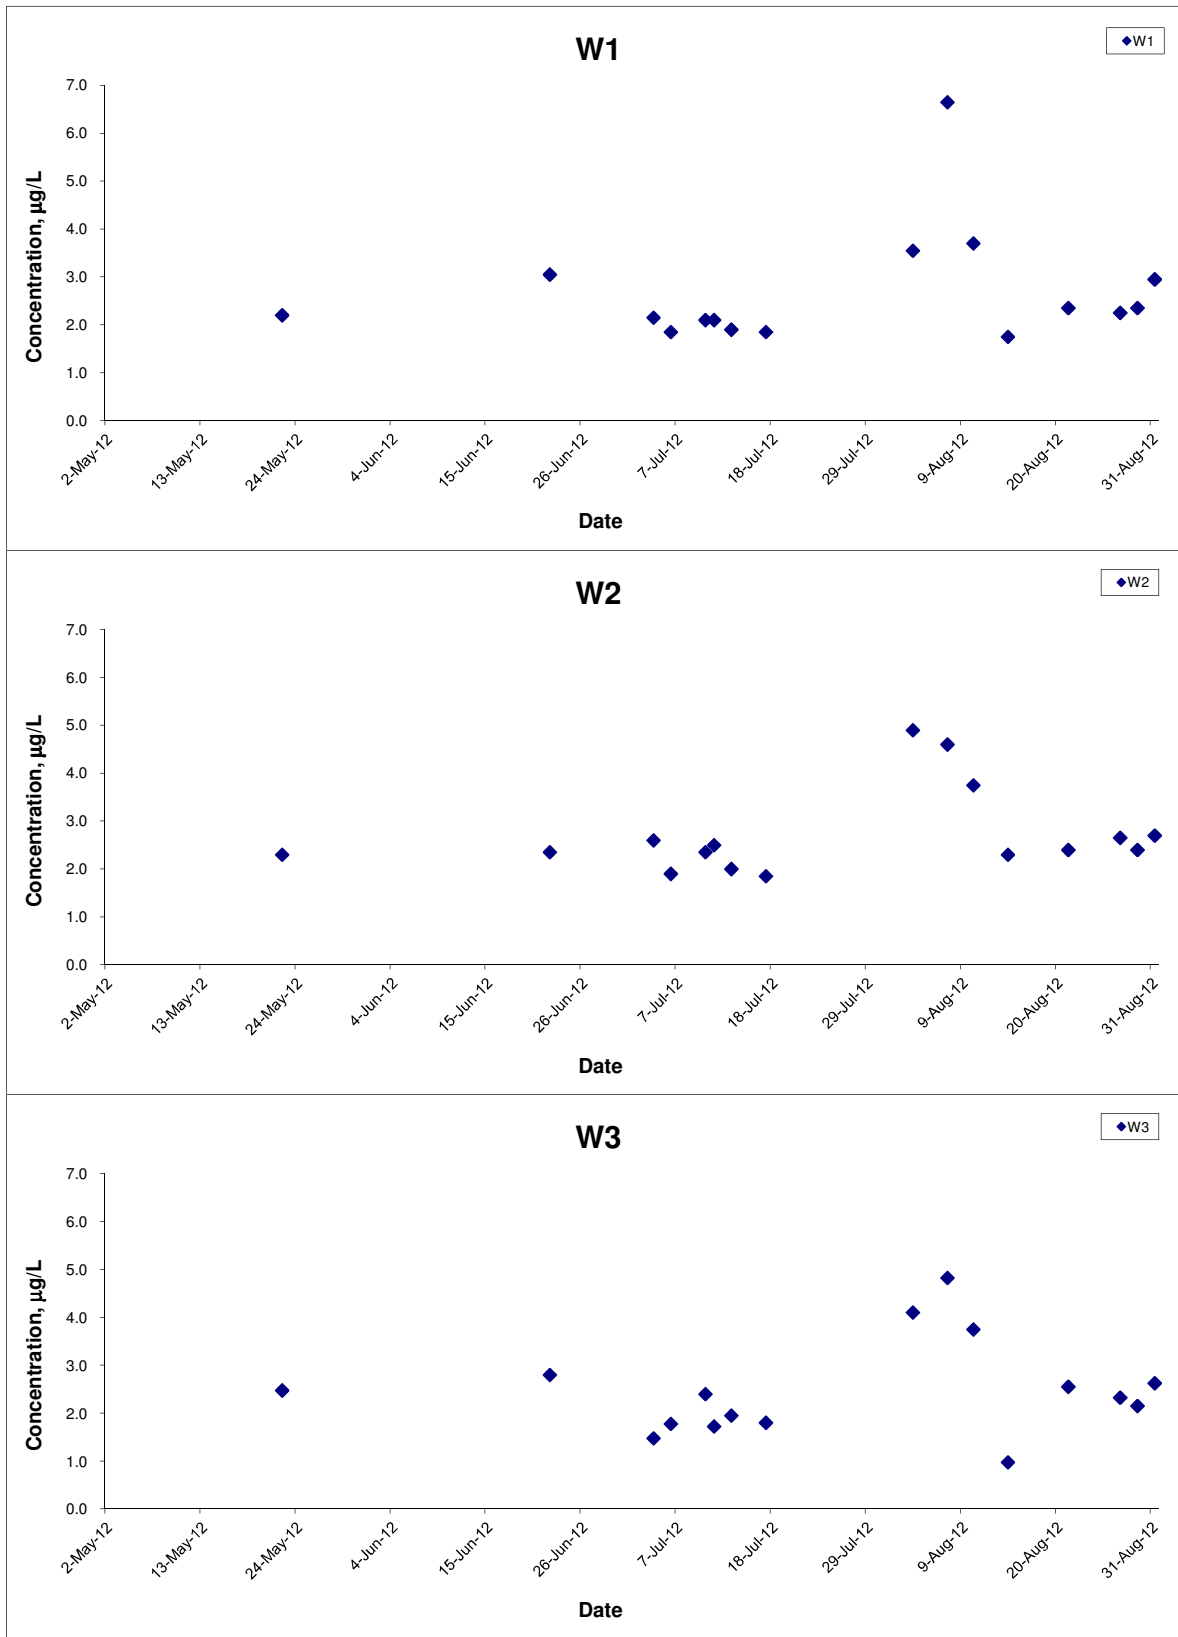 W1
W1
7.0
6.0
5.0
4.0
3.0
2.0
1.0
0.0
Concentration, µg/L
2-May-12
13-May-12
24-May-12
4-Jun-12
15-Jun-12
26-Jun-12
7-Jul-12
18-Jul-12
29-Jul-12
9-Aug-12
20-Aug-12
31-Aug-12
Date
W2
W2
7.0
6.0
5.0
4.0
3.0
2.0
1.0
0.0
Concentration, µg/L
2-May-12
13-May-12
24-May-12
4-Jun-12
15-Jun-12
26-Jun-12
7-Jul-12
18-Jul-12
29-Jul-12
9-Aug-12
20-Aug-12
31-Aug-12
Date
W3
W3
7.0
6.0
5.0
4.0
3.0
2.0
1.0
0.0
Concentration, µg/L
2-May-12
13-May-12
24-May-12
4-Jun-12
15-Jun-12
26-Jun-12
7-Jul-12
18-Jul-12
29-Jul-12
9-Aug-12
20-Aug-12
31-Aug-12
Date